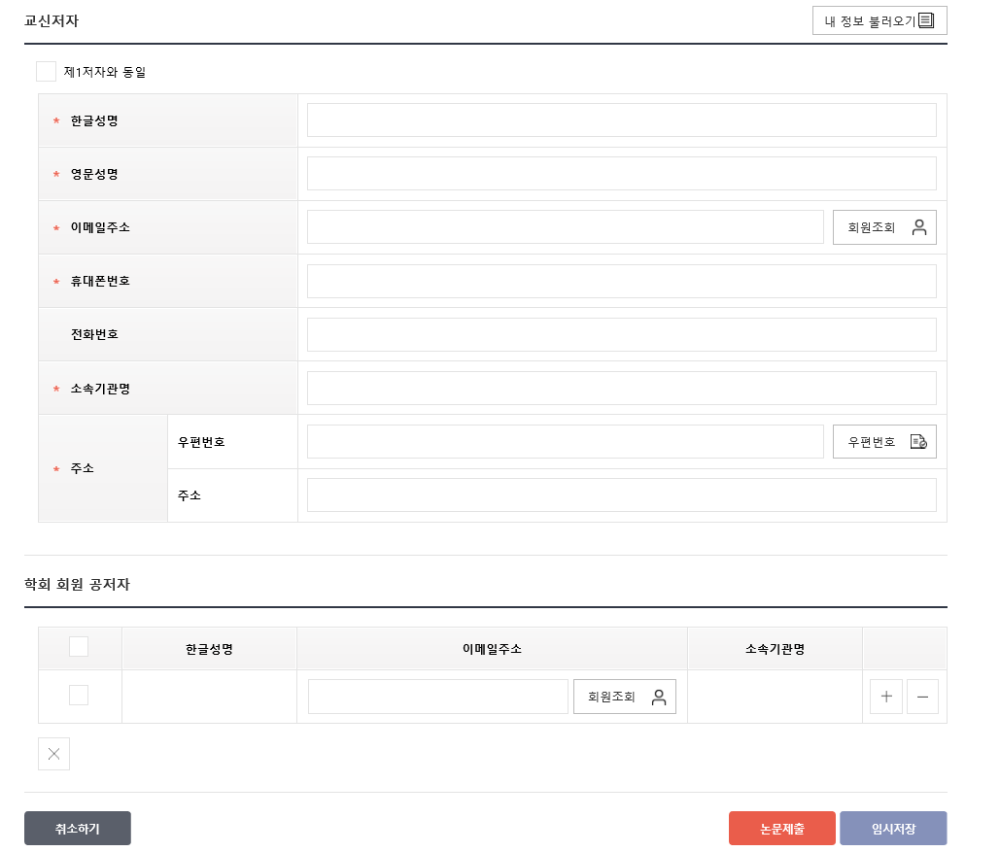 교신저자
내 정보 불러오기
제1저자와 동일
* 한글성명
* 영문성명
* 이메일주소
회원조회
* 휴대폰번호
전화번호
* 소속기관명
* 주소
우편번호
우편번호
주소
학회 회원 공저자
한글성명 이메일주소 소속기관명
회원조회
취소하기 논문제출 임시저장